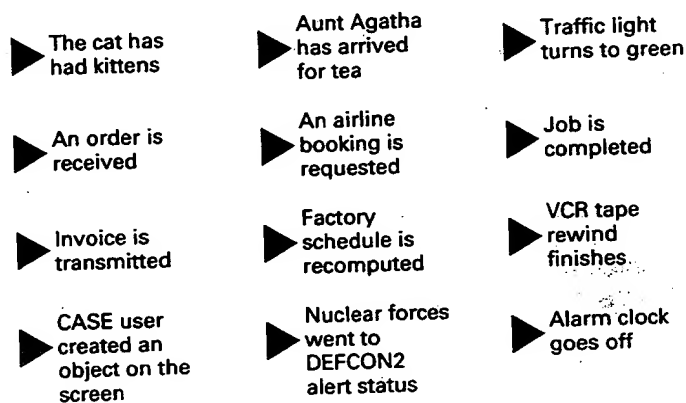 The cat has
had kittens
Aunt Agatha
has arrived
for tea
Traffic light
turns to green
An order is
received
An airline
booking is
requested
Job is
completed
Invoice is
transmitted
Factory
schedule is
recomputed
VCR tape
rewind
finishes
CASE user
created an
object on the
screen
Nuclear forces
went to
DEFCON2
alert status
Alarm clock
goes off